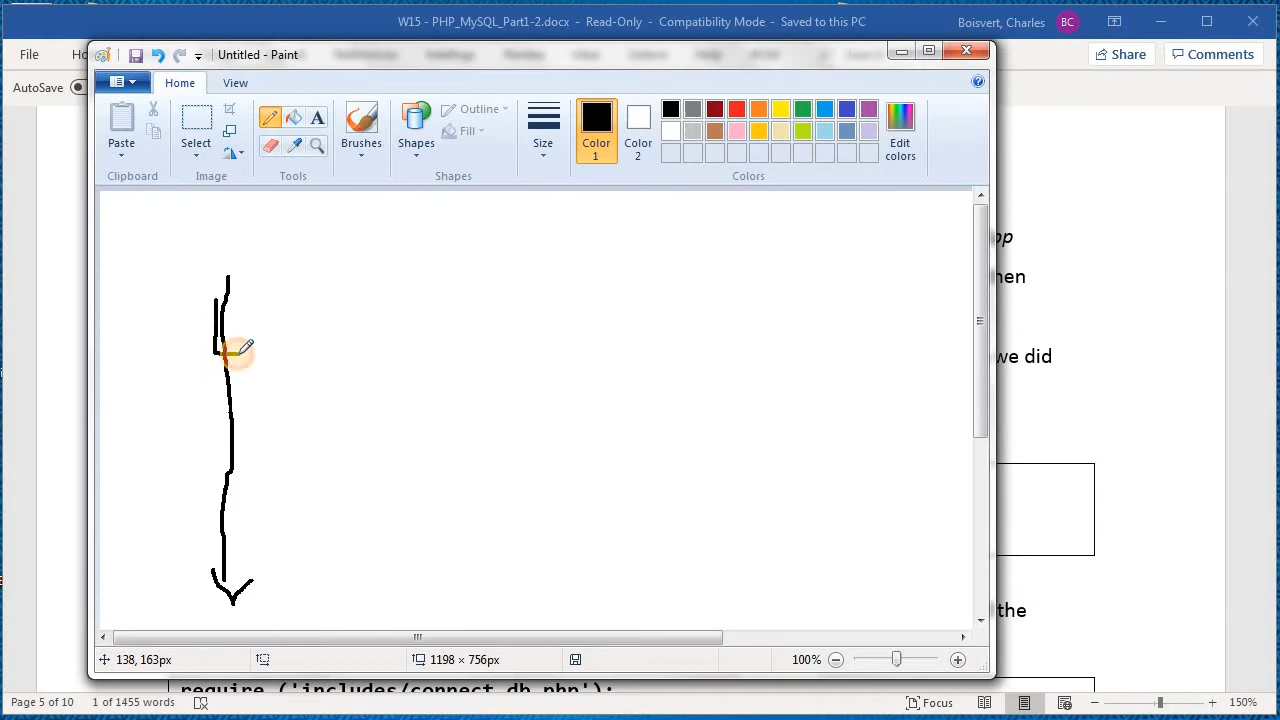 W15 - PHP_MySQL_Part1-2.docx - Read-Only - Compatibility Mode - Saved to this PC
Boisvert, Charles BC
File
Share
Comments
AutoSave
Untitled - Paint
Home View
Paste
Select
Outline
Fill
Brushes
Shapes
Size
Color 1
Color 2
Edit colors
Clipboard Image Tools Shapes Colors
hen
we did
the
138, 163px
1198 × 756px
100%
require ('includes/connect_db.php');
Page 5 of 10
1 of 1455 words
Focus
150%